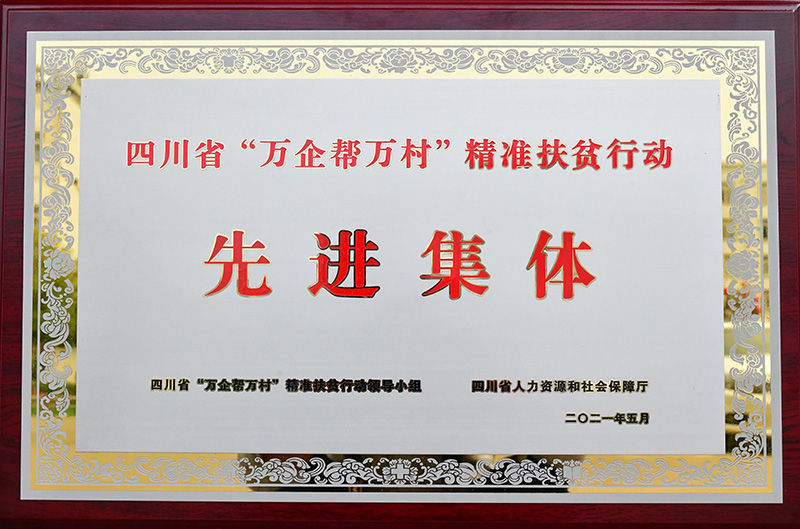 四川省“万企帮万村”精准扶贫行动
先进集体
四川省“万企帮万村”精准扶贫行动领导小组 四川省人力资源和社会保障厅
二〇二一年五月